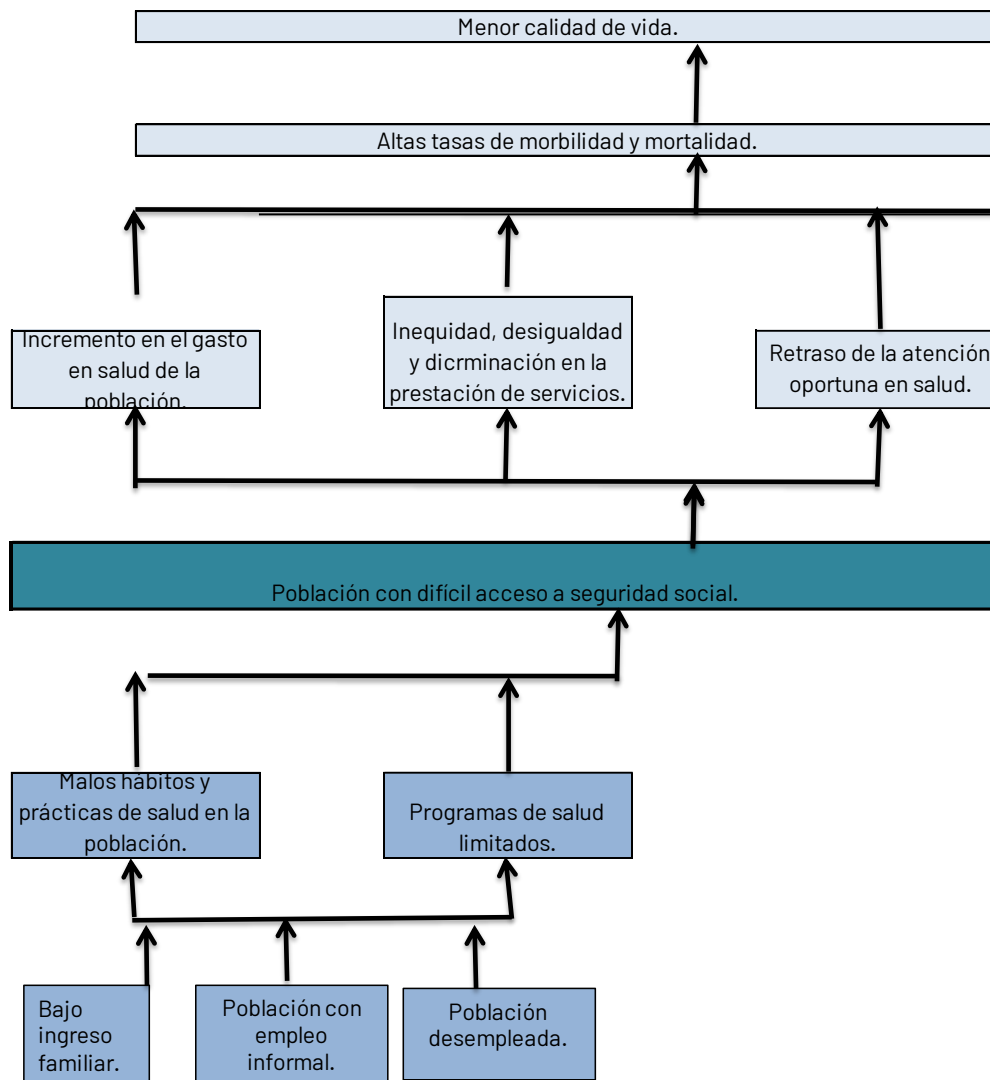 Menor calidad de vida.
Altas tasas de morbilidad y mortalidad.
Incremento en el gasto
en salud de la
población.
Inequidad, desigualdad
y dicrminación en la
prestación de servicios.
Retraso de la atención
oportuna en salud.
Población con difícil acceso a seguridad social.
Malos hábitos y
prácticas de salud en la
población.
Programas de salud
limitados.
Bajo
ingreso
familiar.
Población con
empleo
informal.
Población
desempleada.